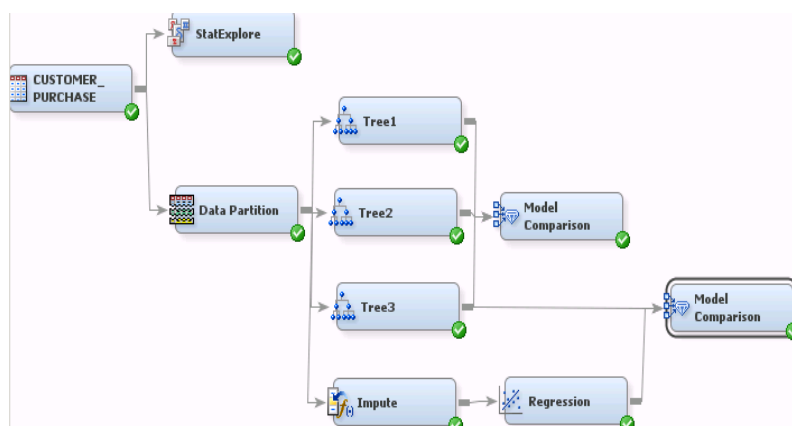 StatExplore
CUSTOMER_
PURCHASE
Tree1
Data Partition
Tree2
Model
Comparison
Tree3
Model
Comparison
Impute
Regression